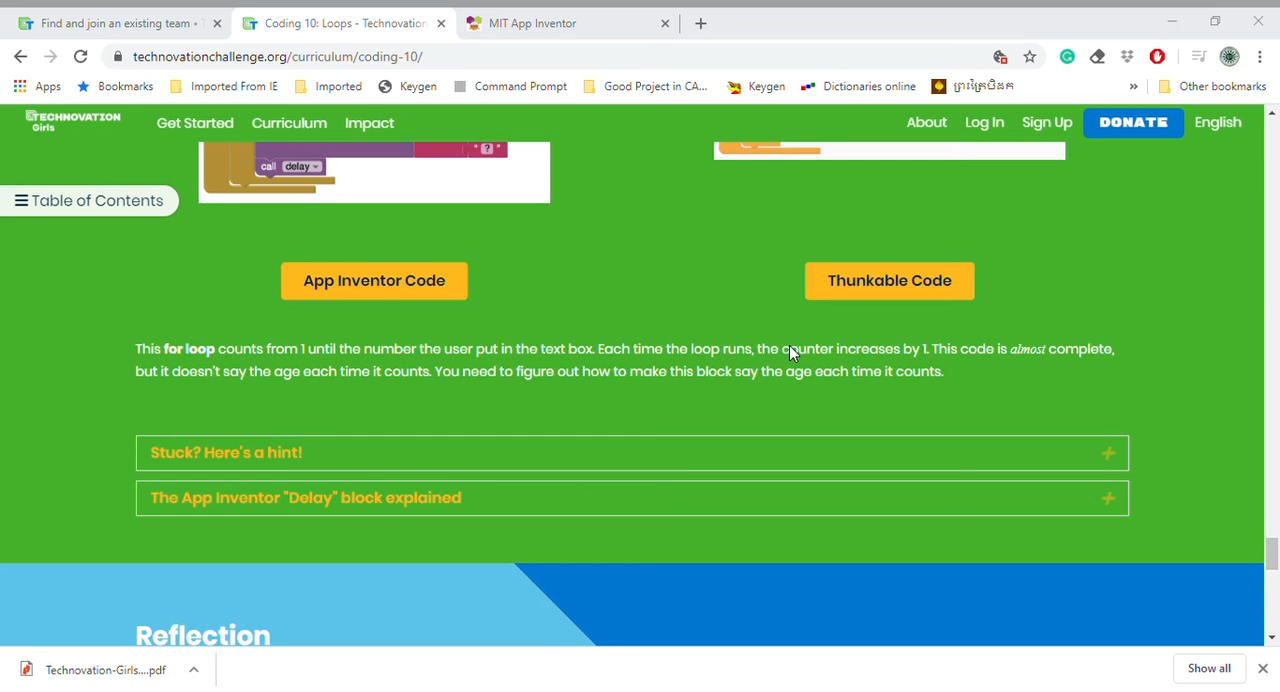 Find and join an existing team •
Coding 10: Loops - Technovation
MIT App Inventor
technovationchallenge.org/curriculum/coding-10/
Apps
Bookmarks
Imported From IE
Imported
Keygen
Command Prompt
Good Project in CA...
Keygen
Dictionaries online
ព្រះត្រៃបិដក
»
Other bookmarks
TECHNOVATION
Girls
Get Started
Curriculum
Impact
About
Log In
Sign Up
DONATE
English
call delay
?
Table of Contents
App Inventor Code
Thunkable Code
This for loop counts from 1 until the number the user put in the text box. Each time the loop runs, the counter increases by 1. This code is almost complete,
but it doesn't say the age each time it counts. You need to figure out how to make this block say the age each time it counts.
Stuck? Here's a hint!
+
The App Inventor "Delay" block explained
+
Reflection
Technovation-Girls....pdf
Show all